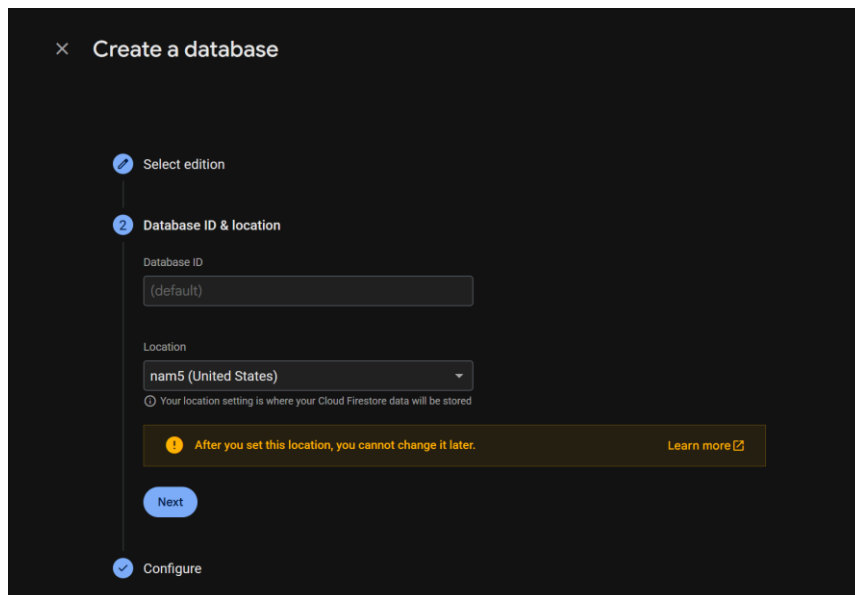 Create a database
Select edition
2 Database ID & location
Database ID
(default)
Location
nam5 (United States)
Your location setting is where your Cloud Firestore data will be stored
After you set this location, you cannot change it later. Learn more
Next
Configure